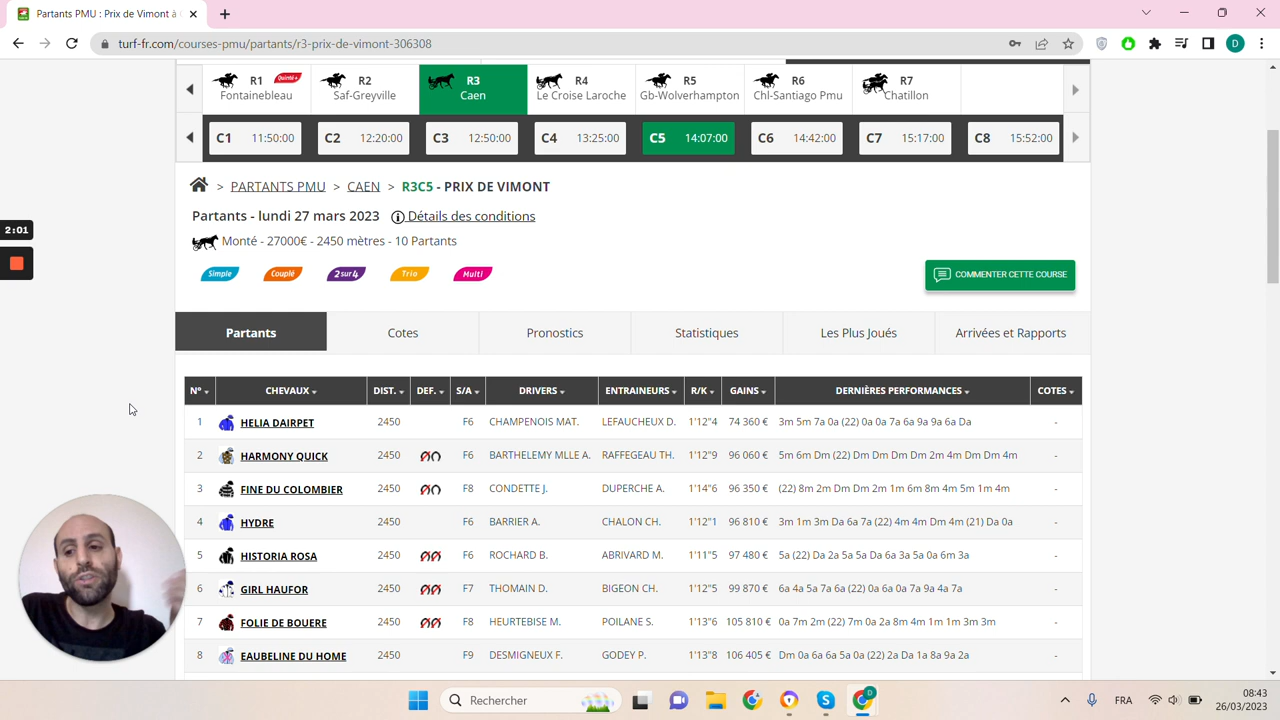 Partants PMU : Prix de Vimont à
turf-fr.com/courses-pmu/partants/r3-prix-de-vimont-306308
R1 Quinté+ Fontainebleau
R2 Saf-Greyville
R3 Caen
R4 Le Croise Laroche
R5 Gb-Wolverhampton
R6 Chl-Santiago Pmu
R7 Chatillon
C1 11:50:00 C2 12:20:00 C3 12:50:00 C4 13:25:00 C5 14:07:00 C6 14:42:00 C7 15:17:00 C8 15:52:00
> PARTANTS PMU > CAEN > R3C5 - PRIX DE VIMONT
Partants - lundi 27 mars 2023 Détails des conditions
2:01
Monté - 27000€ - 2450 mètres - 10 Partants
Simple Couplé 2sur4 Trio Multi
COMMENTER CETTE COURSE
Partants Cotes Pronostics Statistiques Les Plus Joués Arrivées et Rapports
N° CHEVAUX DIST. DEF. S/A DRIVERS ENTRAINEURS R/K GAINS DERNIÈRES PERFORMANCES COTES
1 HELIA DAIRPET 2450 F6 CHAMPENOIS MAT. LEFAUCHEUX D. 1'12"4 74 360 € 3m 5m 7a 0a (22) 0a 0a 7a 6a 9a 9a 6a Da -
2 HARMONY QUICK 2450 F6 BARTHELEMY MLLE A. RAFFEGEAU TH. 1'12"9 96 060 € 5m 6m Dm (22) Dm Dm Dm Dm 2m 4m Dm Dm 4m -
3 FINE DU COLOMBIER 2450 F8 CONDETTE J. DUPERCHE A. 1'14"6 96 350 € (22) 8m 2m Dm Dm 2m 1m 6m 8m 4m 5m 1m 4m -
4 HYDRE 2450 F6 BARRIER A. CHALON CH. 1'12"1 96 810 € 3m 1m 3m Da 6a 7a (22) 4m 4m Dm 4m (21) Da 0a -
5 HISTORIA ROSA 2450 F6 ROCHARD B. ABRIVARD M. 1'11"5 97 480 € 5a (22) Da 2a 5a 5a Da 6a 3a 5a 0a 6m 3a -
6 GIRL HAUFOR 2450 F7 THOMAIN D. BIGEON CH. 1'12"5 99 870 € 6a 4a 5a 7a 6a (22) 0a 6a 0a 7a 9a 4a 7a -
7 FOLIE DE BOUERE 2450 F8 HEURTEBISE M. POILANE S. 1'13"6 105 810 € 0a 7m 2m (22) 7m 0a 2a 8m 4m 1m 1m 3m 3m -
8 EAUBELINE DU HOME 2450 F9 DESMIGNEUX F. GODEY P. 1'13"8 106 405 € Dm 0a 6a 6a 5a 0a (22) 2a Da 1a 8a 9a 2a -
Rechercher
FRA
08:43
26/03/2023